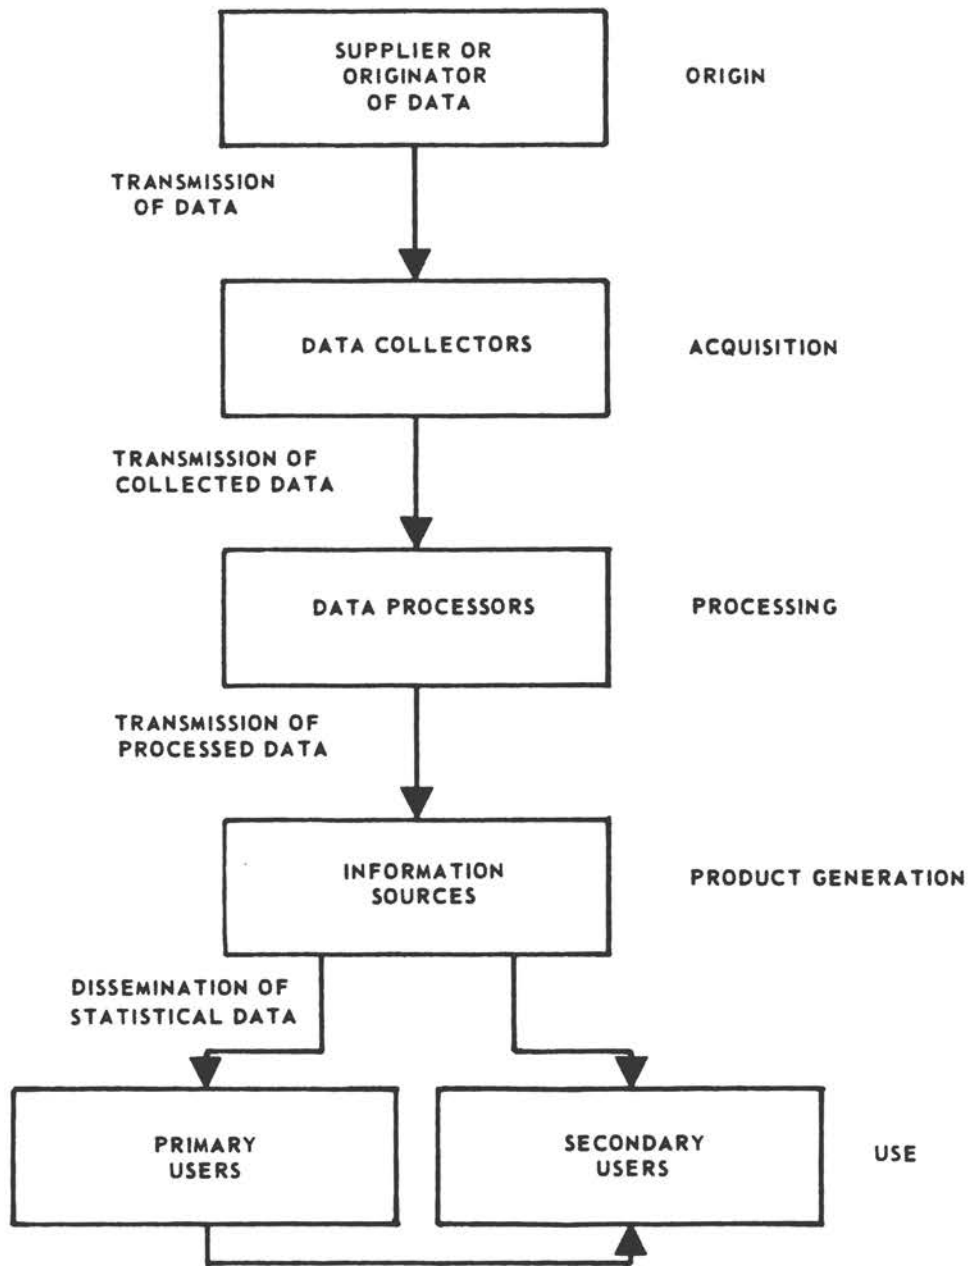 SUPPLIER OR
ORIGINATOR
OF DATA
ORIGIN
TRANSMISSION
OF DATA
DATA COLLECTORS
ACQUISITION
TRANSMISSION OF
COLLECTED DATA
DATA PROCESSORS
PROCESSING
TRANSMISSION OF
PROCESSED DATA
INFORMATION
SOURCES
PRODUCT GENERATION
DISSEMINATION OF
STATISTICAL DATA
PRIMARY
USERS
SECONDARY
USERS
USE